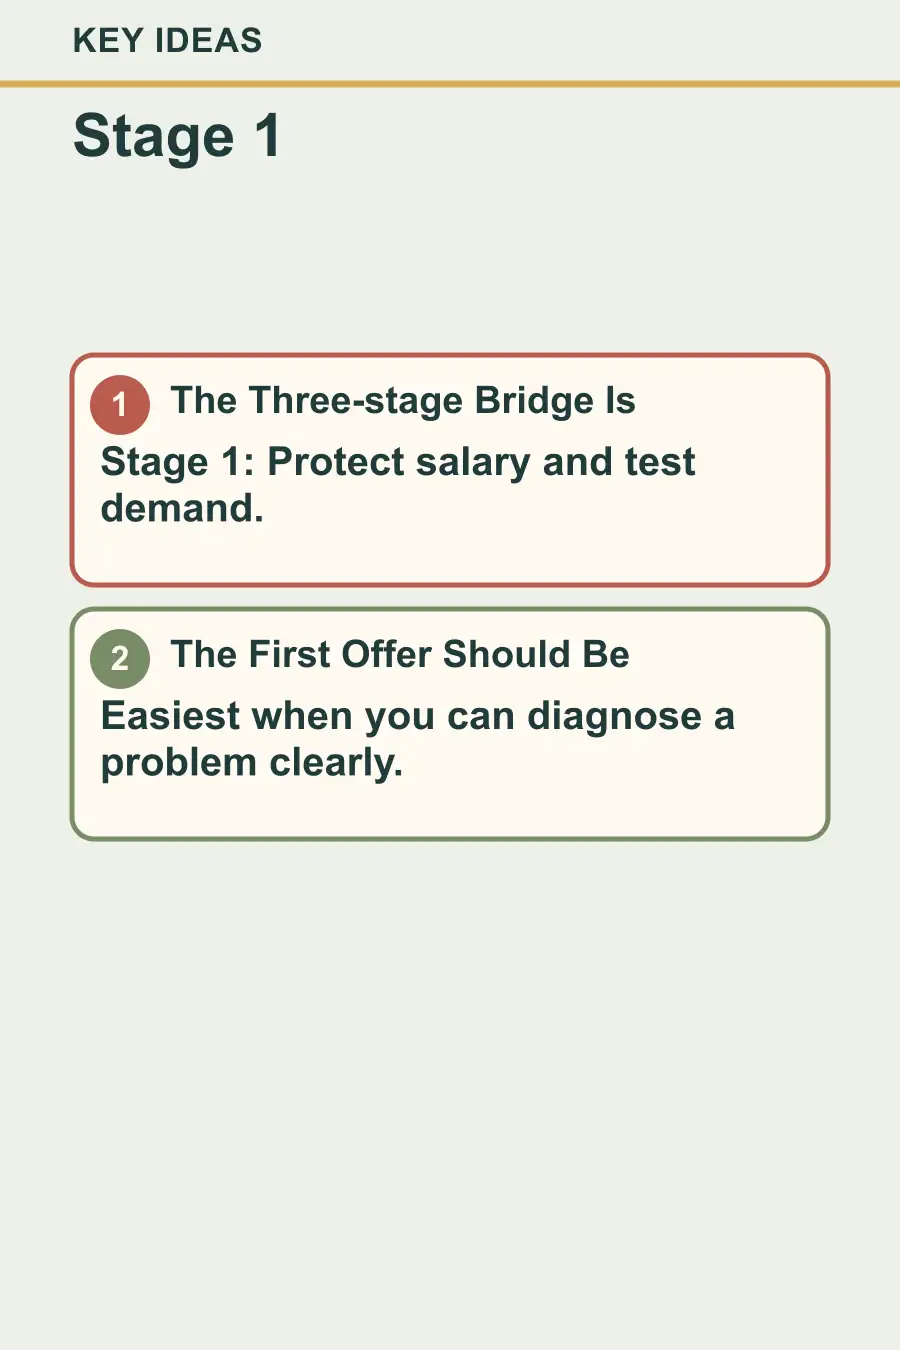 KEY IDEAS
Stage 1
1 The Three-stage Bridge Is
Stage 1: Protect salary and test
demand.
2 The First Offer Should Be
Easiest when you can diagnose a
problem clearly.